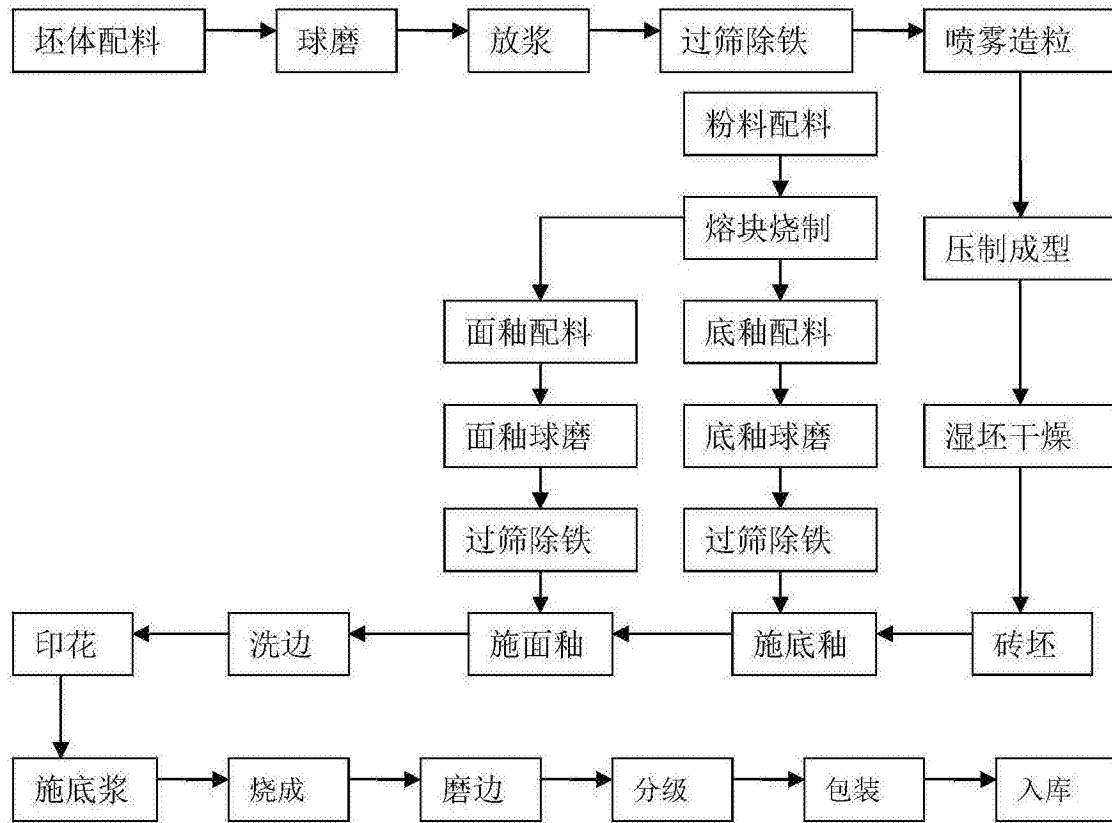 坯体配料
球磨
放浆
过筛除铁
喷雾造粒
粉料配料
熔块烧制
压制成型
面釉配料
底釉配料
面釉球磨
底釉球磨
湿坯干燥
过筛除铁
过筛除铁
印花
洗边
施面釉
施底釉
砖坯
施底浆
烧成
磨边
分级
包装
入库